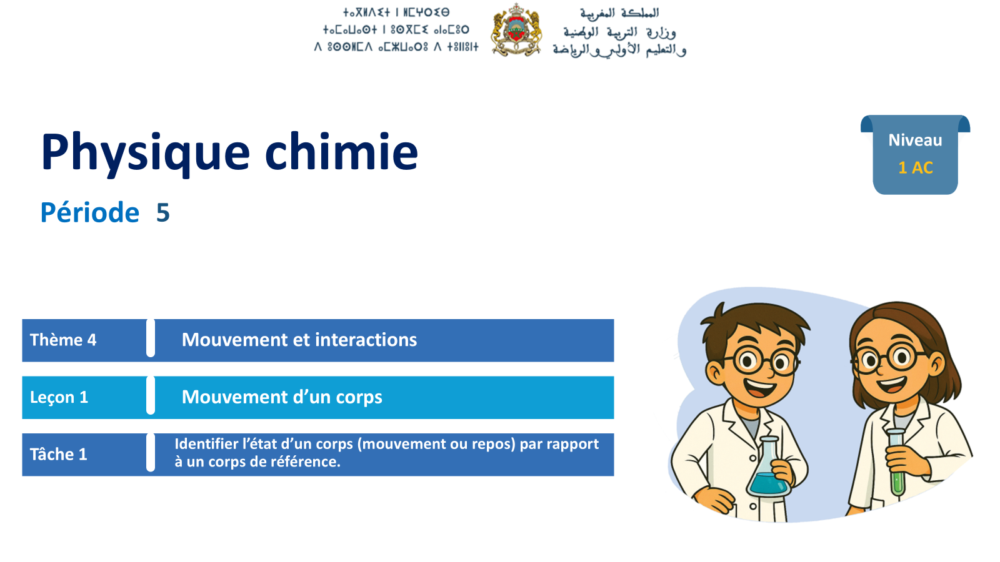 ⵜⴰⴳⵍⴷⵉⵜ ⵏ ⵍⵎⵖⵔⵉⴱ
ⵜⴰⵎⴰⵡⴰⵙⵜ ⵏ ⵓⵙⴳⵎⵉ ⴰⵏⴰⵎⵓⵔ
ⴷ ⵓⵙⵙⵍⵎⴷ ⴰⵎⵣⵡⴰⵔⵓ ⴷ ⵜⵓⵏⵏⵓⵏⵜ
المملكة المغربية
وزارة التربية الوطنية
والتعليم الأولي والرياضة
Physique chimie
Niveau
1 AC
Période 5
Thème 4 Mouvement et interactions
Leçon 1 Mouvement d’un corps
Tâche 1 Identifier l’état d’un corps (mouvement ou repos) par rapport
à un corps de référence.